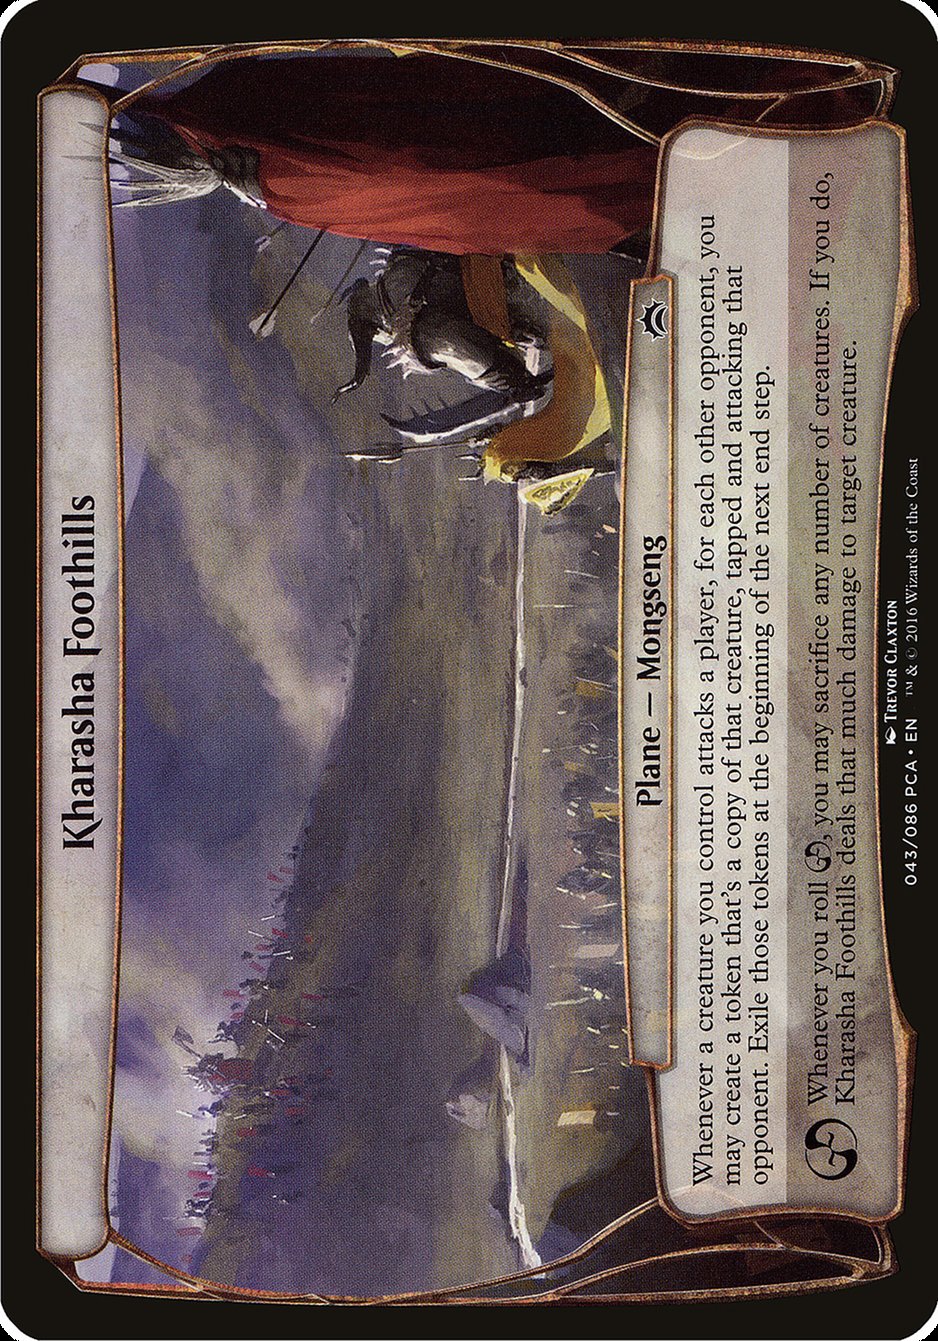 Kharasha Foothills
Plane — Mongseng
Whenever a creature you control attacks a player, for each other opponent, you
may create a token that's a copy of that creature, tapped and attacking that
opponent. Exile those tokens at the beginning of the next end step.
Whenever you roll , you may sacrifice any number of creatures. If you do,
Kharasha Foothills deals that much damage to target creature.
Trevor Claxton
043/086 PCA • EN ™ & © 2016 Wizards of the Coast